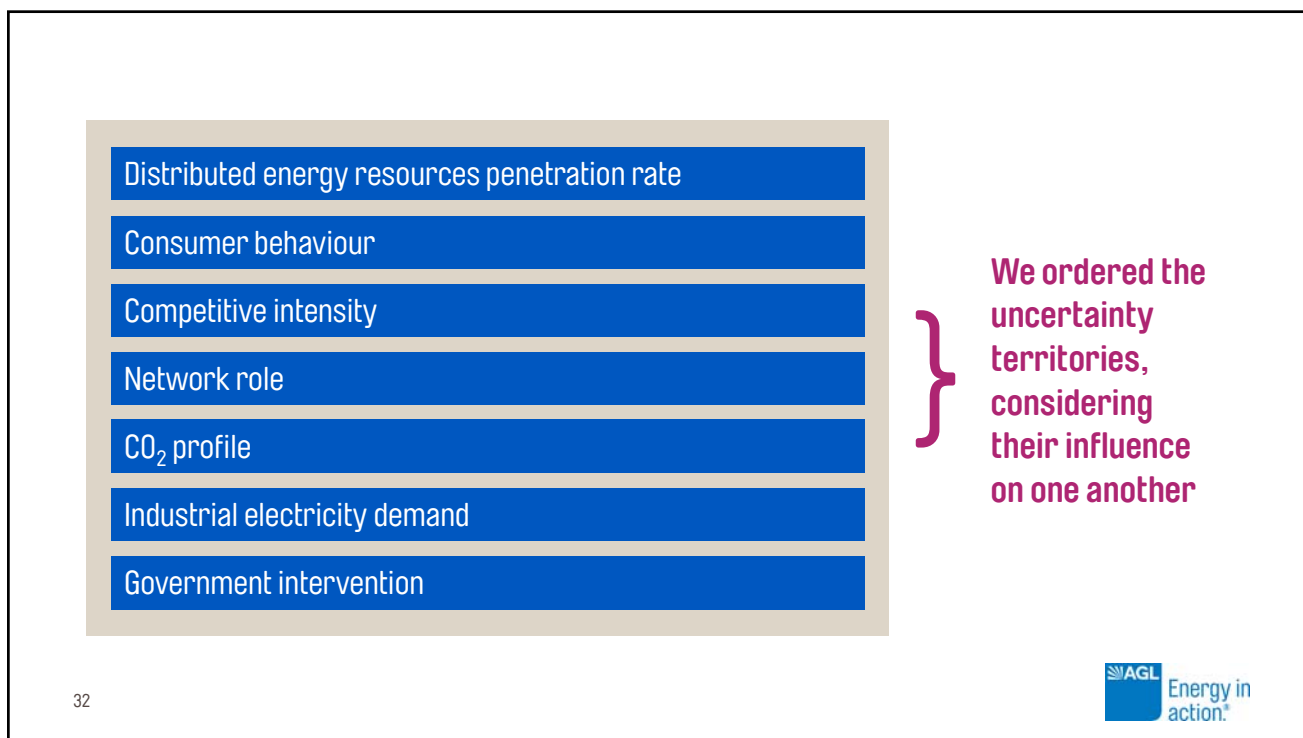 Distributed energy resources penetration rate
Consumer behaviour
Competitive intensity
Network role
CO₂ profile
Industrial electricity demand
Government intervention
}
We ordered the
uncertainty
territories,
considering
their influence
on one another
32
AGL
Energy in
action.®